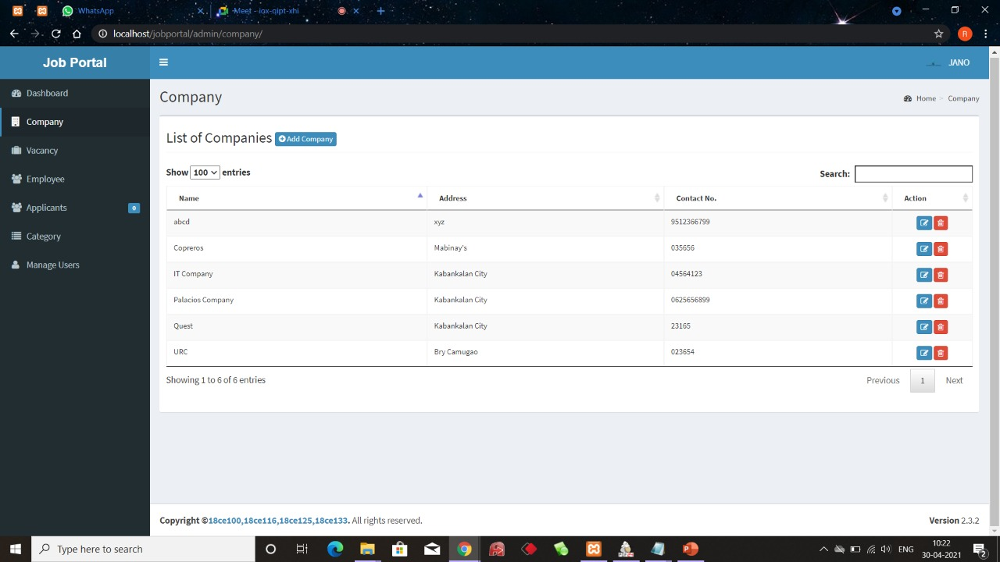 WhatsApp
Meet - iox-qipt-xhi
localhost/jobportal/admin/company/
R
Job Portal
JANO
Dashboard
Company
Vacancy
Employee
Applicants 0
Category
Manage Users
Company
Home > Company
List of Companies Add Company
Show 100 entries
Search:
Name Address Contact No. Action
abcd xyz 9512366799
Copreros Mabinay's 035656
IT Company Kabankalan City 04564123
Palacios Company Kabankalan City 0625656899
Quest Kabankalan City 23165
URC Bry Camugao 023654
Showing 1 to 6 of 6 entries
Previous 1 Next
Copyright ©18ce100,18ce116,18ce125,18ce133. All rights reserved.
Version 2.3.2
Type here to search
ENG
10:22
30-04-2021
2